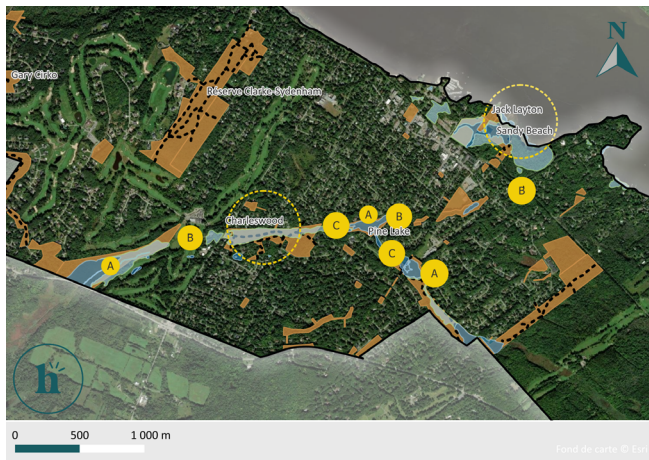 N
Gary Cirko
Réserve Clarke-Sydenham
Jack Layton
Sandy Beach
B
Charleswood
A
B
C
B
Pine Lake
C
A
A
h
0 500 1 000 m
Fond de carte © Esri